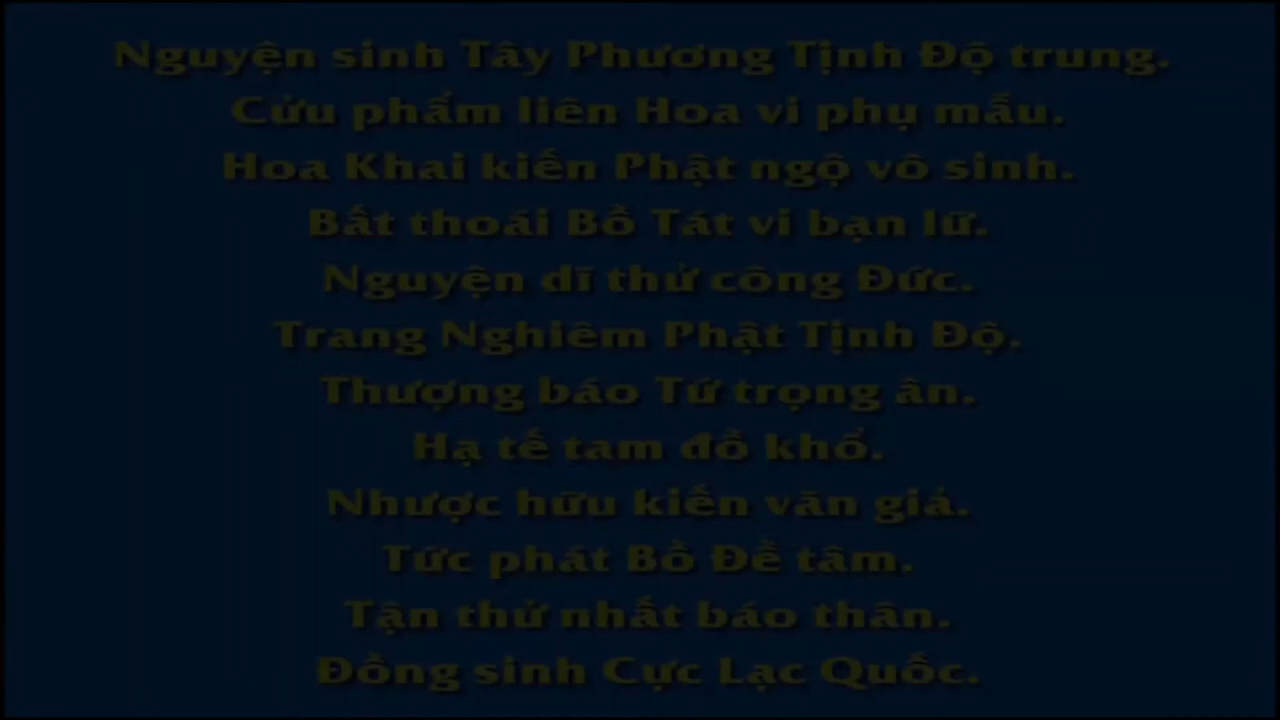 Nguyện sinh Tây Phương Tịnh Độ trung.
Cửu phẩm liên Hoa vi phụ mẫu.
Hoa Khai kiến Phật ngộ vô sinh.
Bất thoái Bồ Tát vi bạn lữ.
Nguyện dĩ thử công Đức.
Trang Nghiêm Phật Tịnh Độ.
Thượng báo Tứ trọng ân.
Hạ tế tam đồ khổ.
Nhược hữu kiến văn giả.
Tức phát Bồ Đề tâm.
Tận thử nhất báo thân.
Đồng sinh Cực Lạc Quốc.